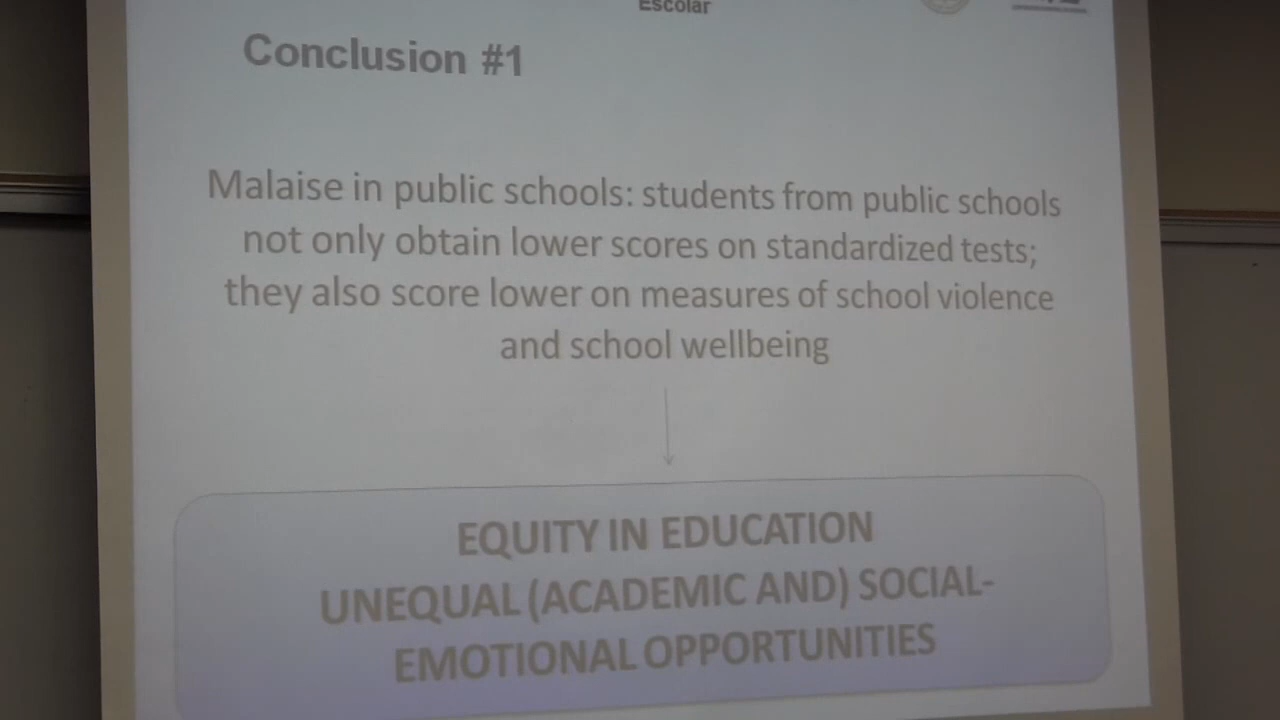 Escolar
Conclusion #1
Malaise in public schools: students from public schools
not only obtain lower scores on standardized tests;
they also score lower on measures of school violence
and school wellbeing
EQUITY IN EDUCATION
UNEQUAL (ACADEMIC AND) SOCIAL-
EMOTIONAL OPPORTUNITIES